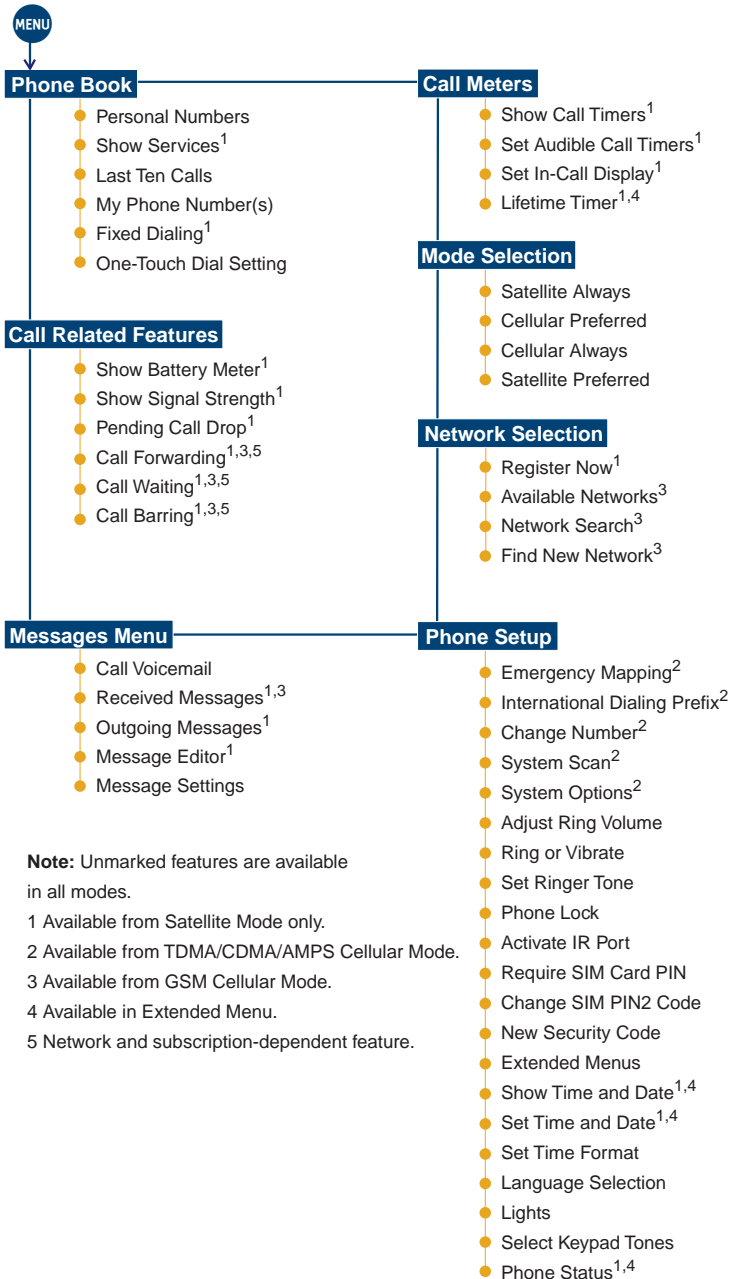 MENU
Phone Book
Personal Numbers
Show Services1
Last Ten Calls
My Phone Number(s)
Fixed Dialing1
One-Touch Dial Setting
Call Related Features
Show Battery Meter1
Show Signal Strength1
Pending Call Drop1
Call Forwarding1,3,5
Call Waiting1,3,5
Call Barring1,3,5
Messages Menu
Call Voicemail
Received Messages1,3
Outgoing Messages1
Message Editor1
Message Settings
Note: Unmarked features are available
in all modes.
1 Available from Satellite Mode only.
2 Available from TDMA/CDMA/AMPS Cellular Mode.
3 Available from GSM Cellular Mode.
4 Available in Extended Menu.
5 Network and subscription-dependent feature.
Call Meters
Show Call Timers1
Set Audible Call Timers1
Set In-Call Display1
Lifetime Timer1,4
Mode Selection
Satellite Always
Cellular Preferred
Cellular Always
Satellite Preferred
Network Selection
Register Now1
Available Networks3
Network Search3
Find New Network3
Phone Setup
Emergency Mapping2
International Dialing Prefix2
Change Number2
System Scan2
System Options2
Adjust Ring Volume
Ring or Vibrate
Set Ringer Tone
Phone Lock
Activate IR Port
Require SIM Card PIN
Change SIM PIN2 Code
New Security Code
Extended Menus
Show Time and Date1,4
Set Time and Date1,4
Set Time Format
Language Selection
Lights
Select Keypad Tones
Phone Status1,4